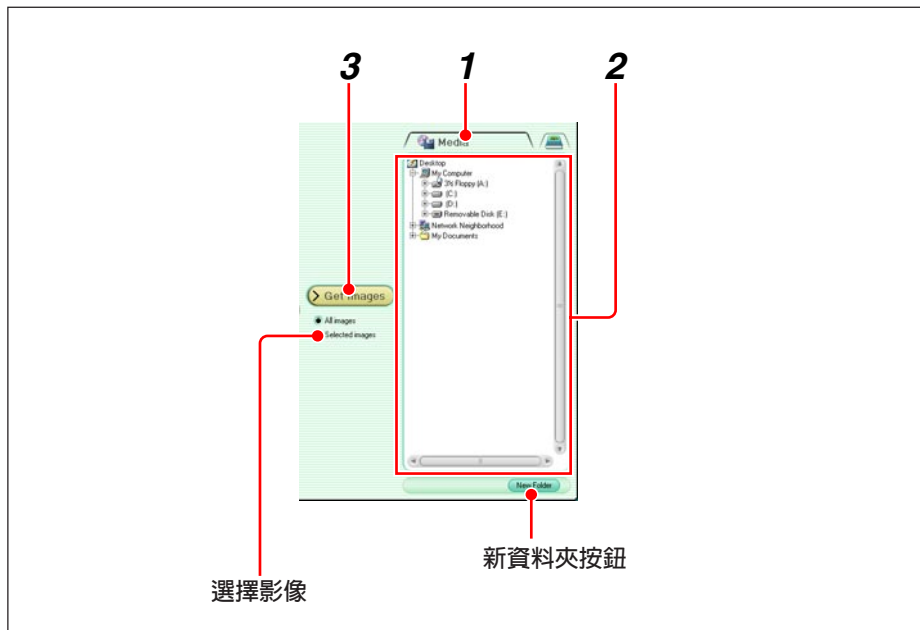 3 1 2
Media
Desktop
My Computer
3½ Floppy (A:)
(C:)
(D:)
Removable Disk (E:)
Network Neighborhood
My Documents
Get Images
All images
Selected images
New Folder
新資料夾按鈕
選擇影像